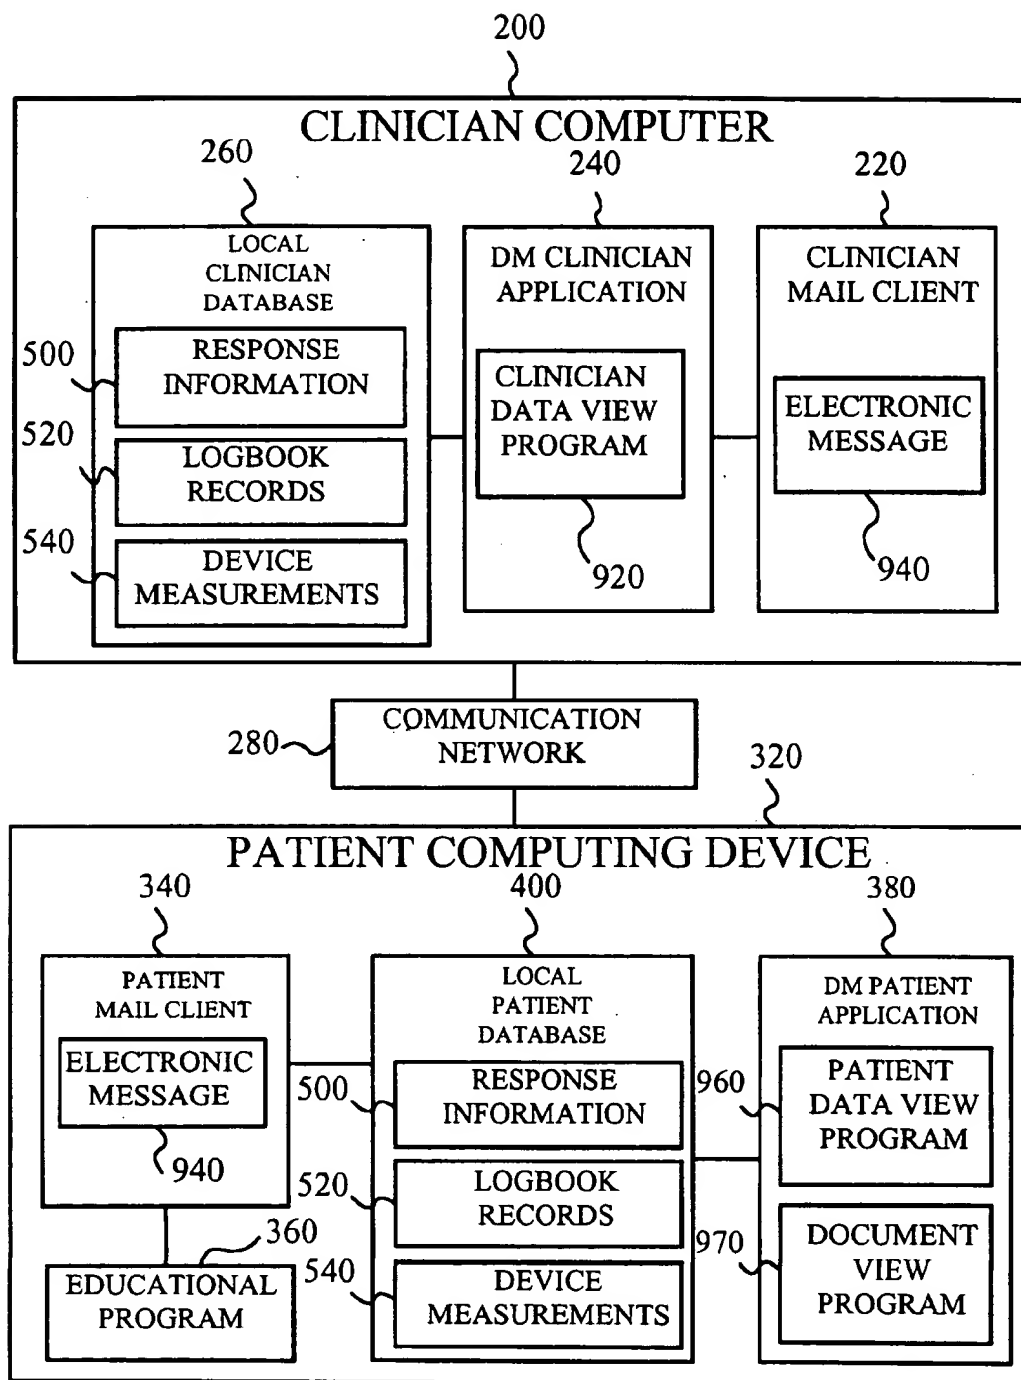 200
CLINICIAN COMPUTER
260
240
220
LOCAL
CLINICIAN
DATABASE
500
RESPONSE
INFORMATION
520
LOGBOOK
RECORDS
540
DEVICE
MEASUREMENTS
DM CLINICIAN
APPLICATION
CLINICIAN
DATA VIEW
PROGRAM
920
CLINICIAN
MAIL CLIENT
ELECTRONIC
MESSAGE
940
280
COMMUNICATION
NETWORK
320
PATIENT COMPUTING DEVICE
340
400
380
PATIENT
MAIL CLIENT
ELECTRONIC
MESSAGE
940
360
EDUCATIONAL
PROGRAM
LOCAL
PATIENT
DATABASE
500
RESPONSE
INFORMATION
520
LOGBOOK
RECORDS
540
DEVICE
MEASUREMENTS
DM PATIENT
APPLICATION
960
PATIENT
DATA VIEW
PROGRAM
970
DOCUMENT
VIEW
PROGRAM